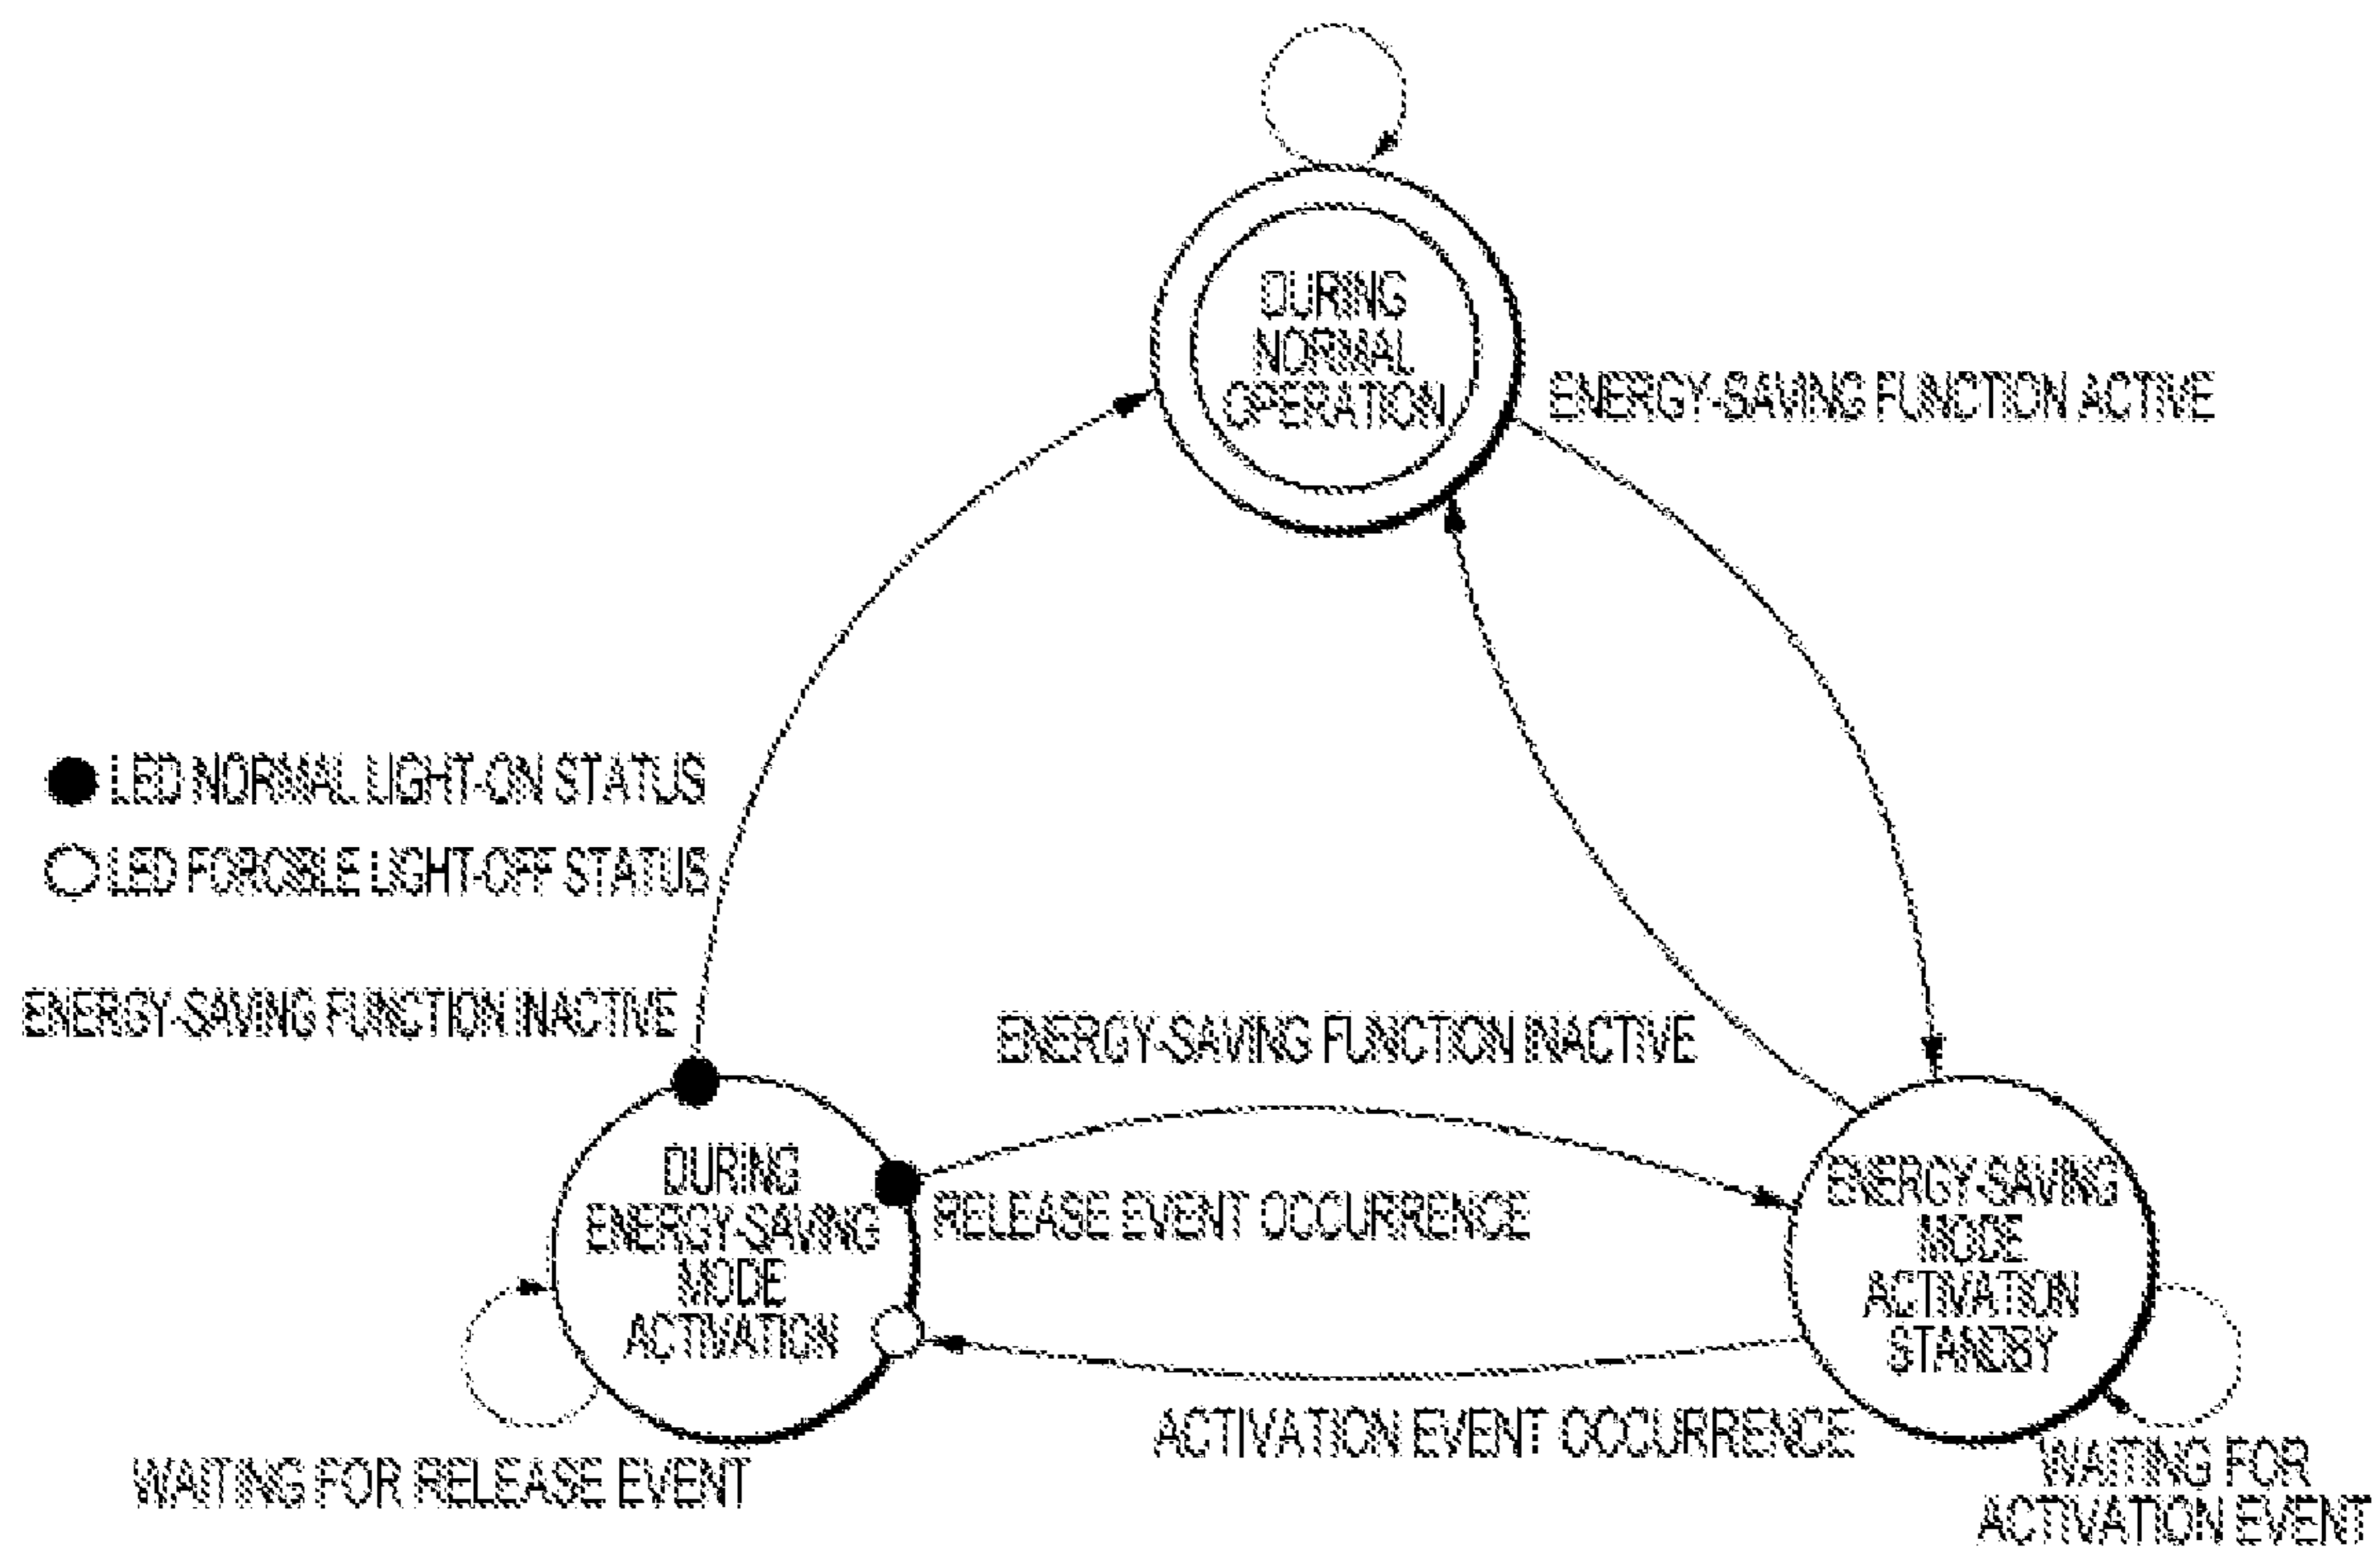 DURING
NORMAL
OPERATION
ENERGY-SAVING FUNCTION ACTIVE
LED NORMAL LIGHT-ON STATUS
LED FORCIBLE LIGHT-OFF STATUS
ENERGY-SAVING FUNCTION INACTIVE
ENERGY-SAVING FUNCTION INACTIVE
DURING
ENERGY-SAVING
MODE
ACTIVATION
RELEASE EVENT OCCURRENCE
ENERGY-SAVING
MODE
ACTIVATION
STANDBY
ACTIVATION EVENT OCCURRENCE
WAITING FOR RELEASE EVENT
WAITING FOR
ACTIVATION EVENT